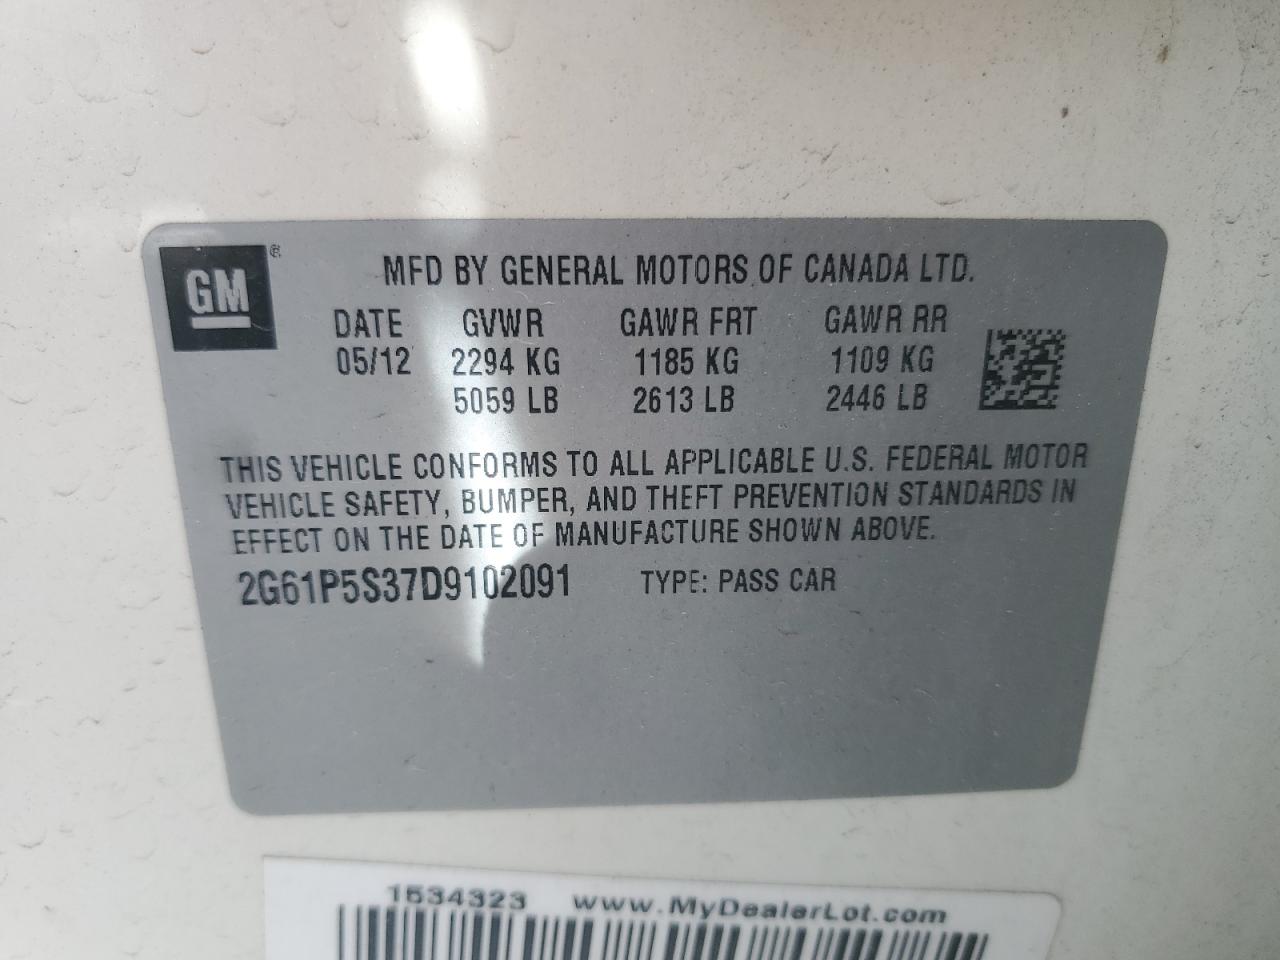 GM ®
MFD BY GENERAL MOTORS OF CANADA LTD.
DATE GVWR GAWR FRT GAWR RR
05/12 2294 KG 1185 KG 1109 KG
5059 LB 2613 LB 2446 LB
THIS VEHICLE CONFORMS TO ALL APPLICABLE U.S. FEDERAL MOTOR
VEHICLE SAFETY, BUMPER, AND THEFT PREVENTION STANDARDS IN
EFFECT ON THE DATE OF MANUFACTURE SHOWN ABOVE.
2G61P5S37D9102091 TYPE: PASS CAR
1534323 www.MyDealerLot.com